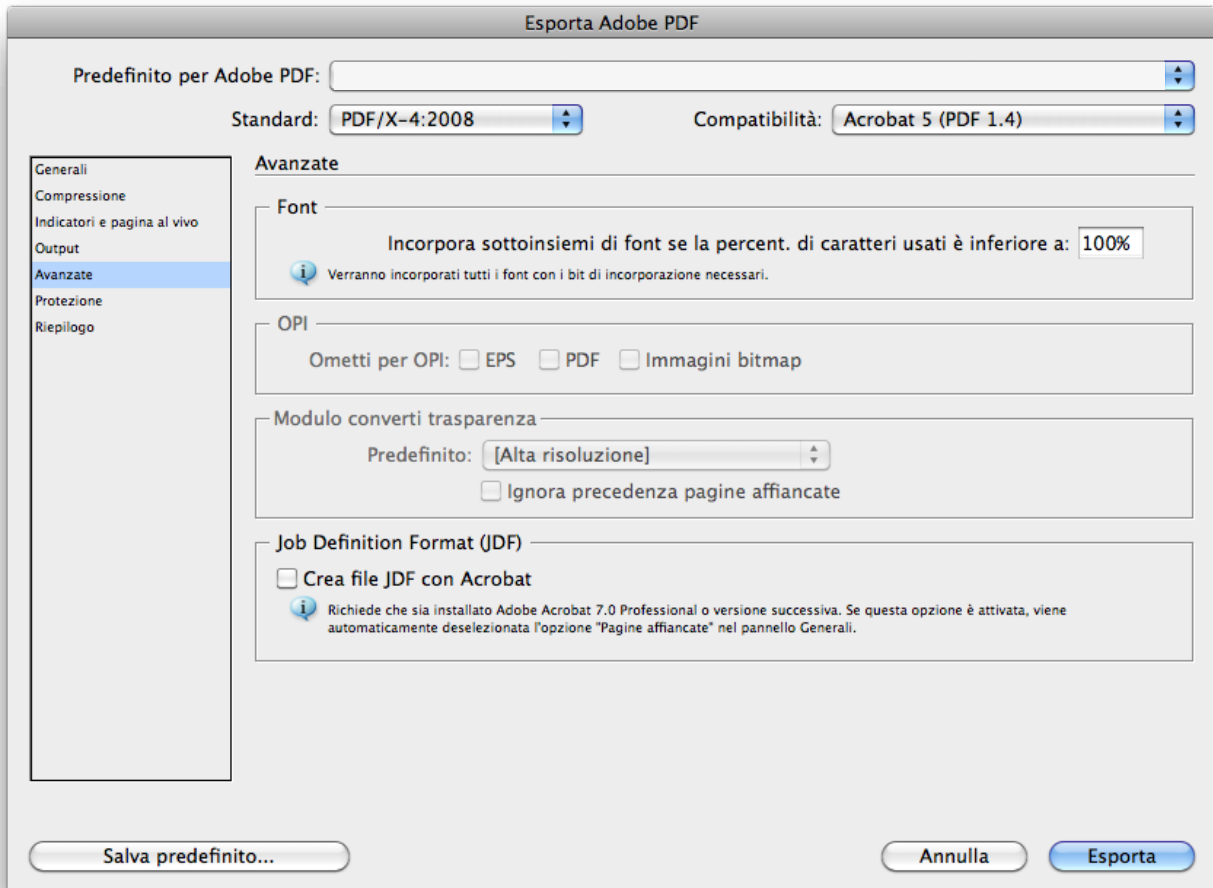 Esporta Adobe PDF
Predefinito per Adobe PDF:
Standard: PDF/X-4:2008 Compatibilità: Acrobat 5 (PDF 1.4)
Generali
Compressione
Indicatori e pagina al vivo
Output
Avanzate
Protezione
Riepilogo
Avanzate
Font
Incorpora sottoinsiemi di font se la percent. di caratteri usati è inferiore a: 100%
Verranno incorporati tutti i font con i bit di incorporazione necessari.
OPI
Ometti per OPI: EPS PDF Immagini bitmap
Modulo converti trasparenza
Predefinito: [Alta risoluzione]
Ignora precedenza pagine affiancate
Job Definition Format (JDF)
Crea file JDF con Acrobat
Richiede che sia installato Adobe Acrobat 7.0 Professional o versione successiva. Se questa opzione è attivata, viene
automaticamente deselezionata l'opzione "Pagine affiancate" nel pannello Generali.
Salva predefinito... Annulla Esporta